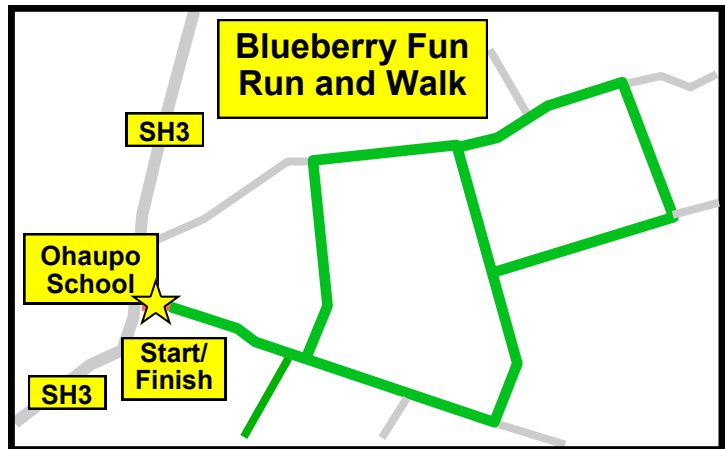 Blueberry Fun
Run and Walk
SH3
Ohaupo
School
Start/
Finish
SH3